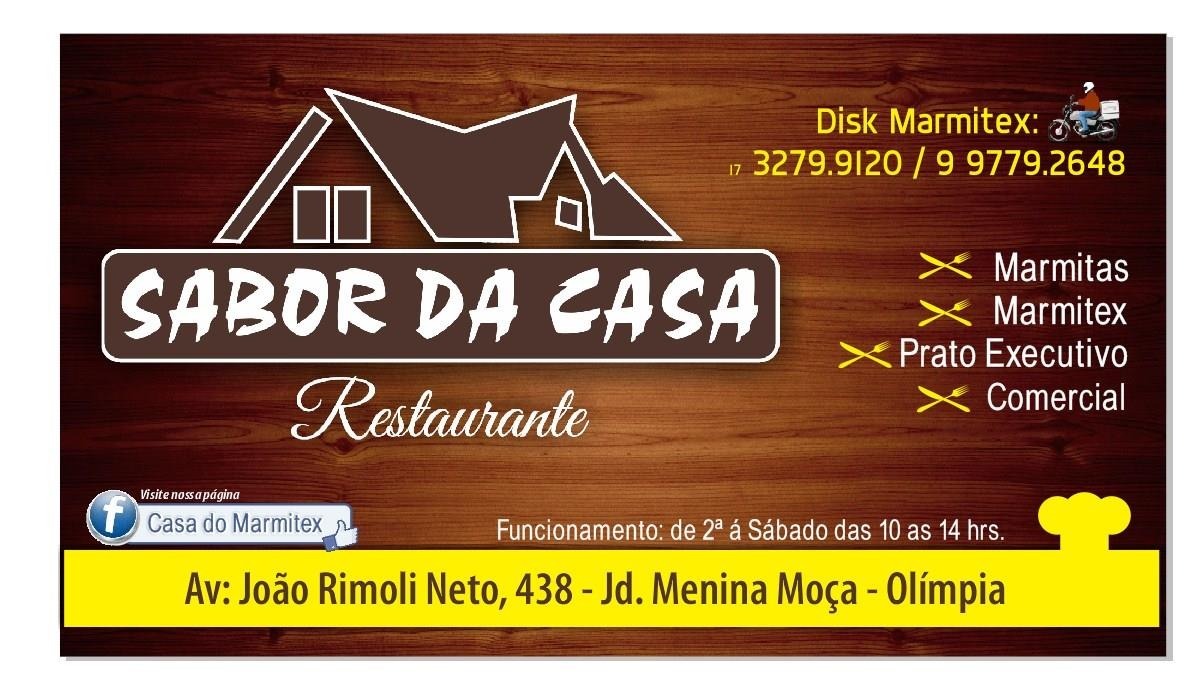 SABOR DA CASA
Restaurante
Disk Marmitex:
17 3279.9120 / 9 9779.2648
Marmitas
Marmitex
Prato Executivo
Comercial
Visite nossa página
f Casa do Marmitex
Funcionamento: de 2ª á Sábado das 10 as 14 hrs.
Av: João Rimoli Neto, 438 - Jd. Menina Moça - Olímpia